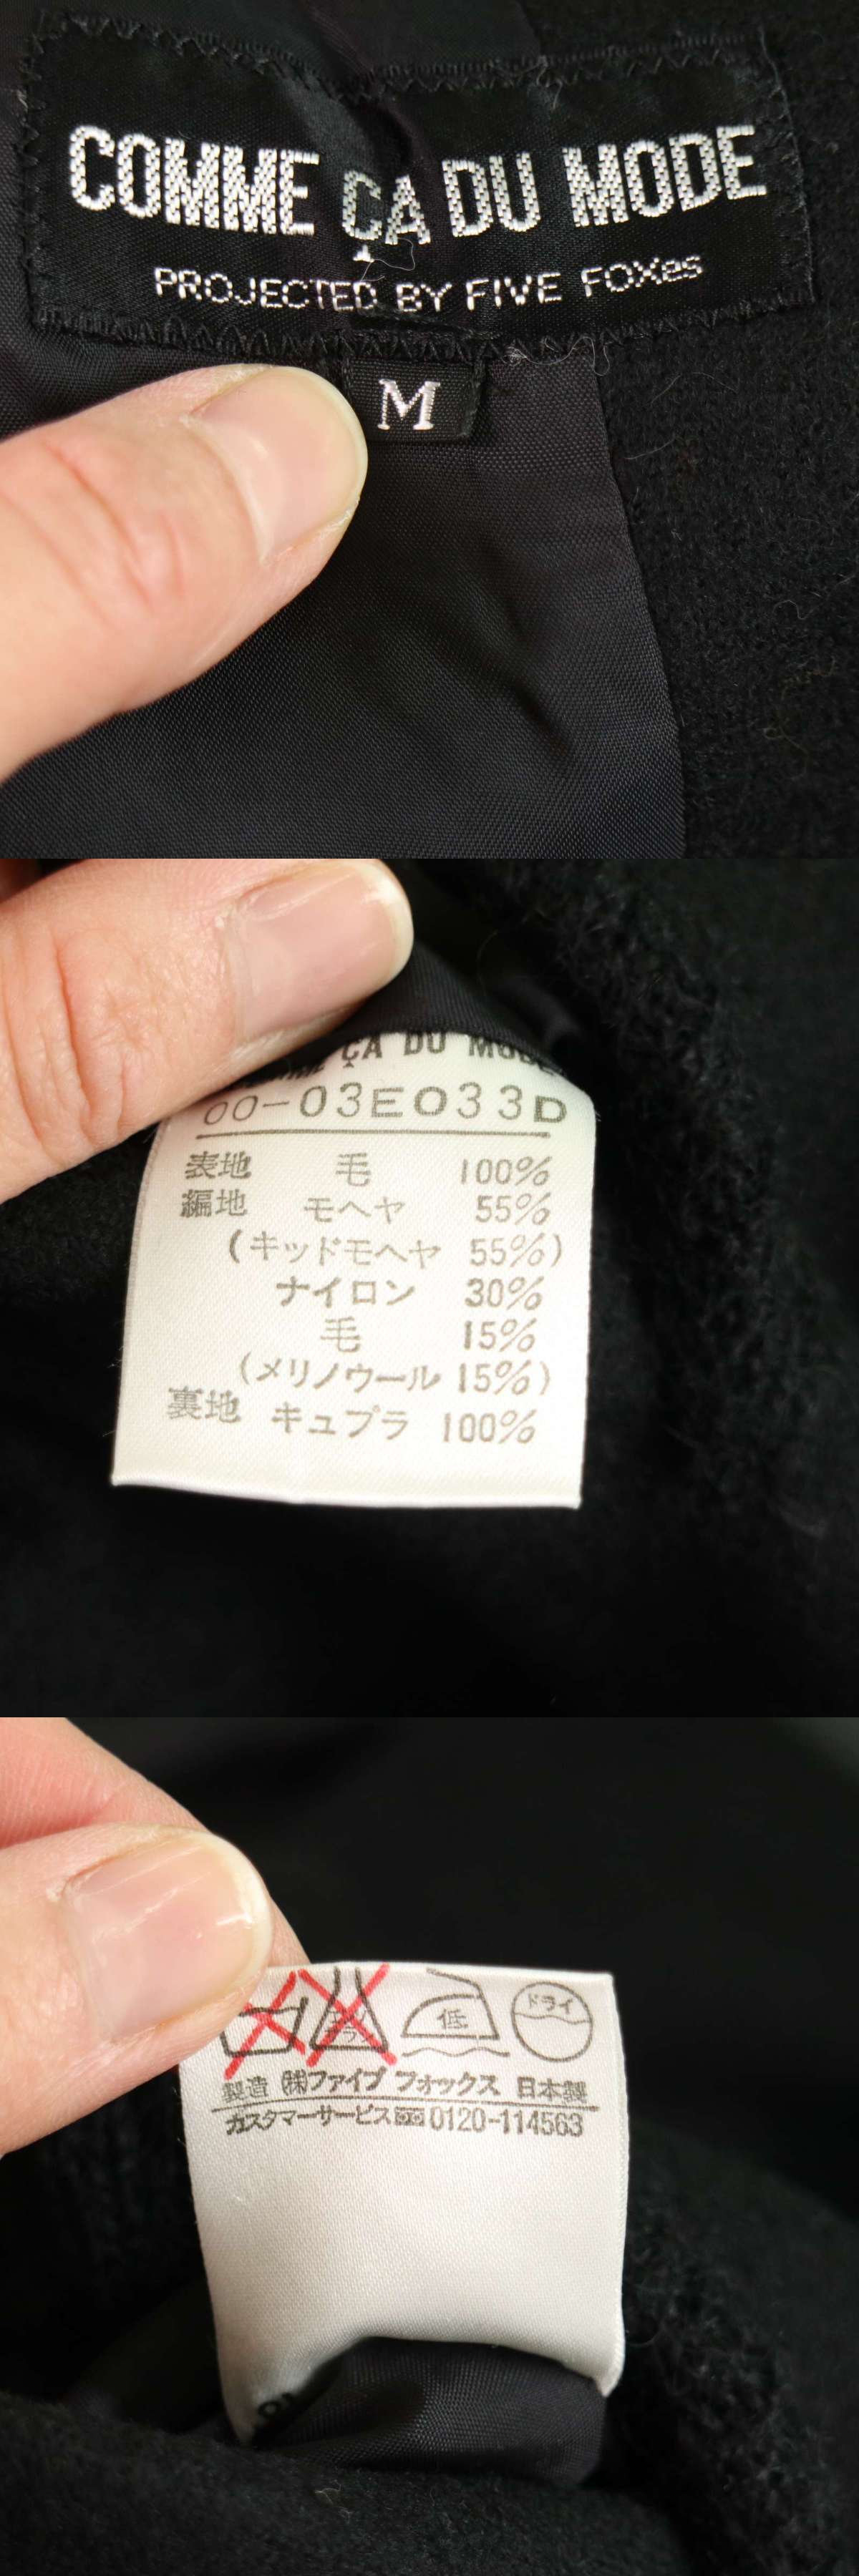 COMME ÇA DU MODE
PROJECTED BY FIVE FOXes
M
ÇA DU MODE
00-03E033D
表地 毛 100%
編地 モヘヤ 55%
(キッドモヘヤ 55%)
ナイロン 30%
毛 15%
(メリノウール 15%)
裏地 キュプラ 100%
低 ドライ
製造 ㈱ファイブ フォックス 日本製
カスタマーサービス 0120-114563